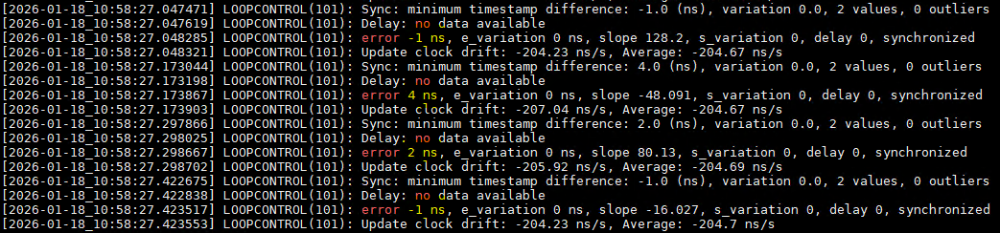 [2026-01-18_10:58:27.047471] LOOPCONTROL(101): Sync: minimum timestamp difference: -1.0 (ns), variation 0.0, 2 values, 0 outliers
[2026-01-18_10:58:27.047619] LOOPCONTROL(101): Delay: no data available
[2026-01-18_10:58:27.048285] LOOPCONTROL(101): error -1 ns, e_variation 0 ns, slope 128.2, s_variation 0, delay 0, synchronized
[2026-01-18_10:58:27.048321] LOOPCONTROL(101): Update clock drift: -204.23 ns/s, Average: -204.67 ns/s
[2026-01-18_10:58:27.173044] LOOPCONTROL(101): Sync: minimum timestamp difference: 4.0 (ns), variation 0.0, 2 values, 0 outliers
[2026-01-18_10:58:27.173198] LOOPCONTROL(101): Delay: no data available
[2026-01-18_10:58:27.173867] LOOPCONTROL(101): error 4 ns, e_variation 0 ns, slope -48.091, s_variation 0, delay 0, synchronized
[2026-01-18_10:58:27.173903] LOOPCONTROL(101): Update clock drift: -207.04 ns/s, Average: -204.67 ns/s
[2026-01-18_10:58:27.297866] LOOPCONTROL(101): Sync: minimum timestamp difference: 2.0 (ns), variation 0.0, 2 values, 0 outliers
[2026-01-18_10:58:27.298025] LOOPCONTROL(101): Delay: no data available
[2026-01-18_10:58:27.298667] LOOPCONTROL(101): error 2 ns, e_variation 0 ns, slope 80.13, s_variation 0, delay 0, synchronized
[2026-01-18_10:58:27.298702] LOOPCONTROL(101): Update clock drift: -205.92 ns/s, Average: -204.69 ns/s
[2026-01-18_10:58:27.422675] LOOPCONTROL(101): Sync: minimum timestamp difference: -1.0 (ns), variation 0.0, 2 values, 0 outliers
[2026-01-18_10:58:27.422838] LOOPCONTROL(101): Delay: no data available
[2026-01-18_10:58:27.423517] LOOPCONTROL(101): error -1 ns, e_variation 0 ns, slope -16.027, s_variation 0, delay 0, synchronized
[2026-01-18_10:58:27.423553] LOOPCONTROL(101): Update clock drift: -204.23 ns/s, Average: -204.7 ns/s